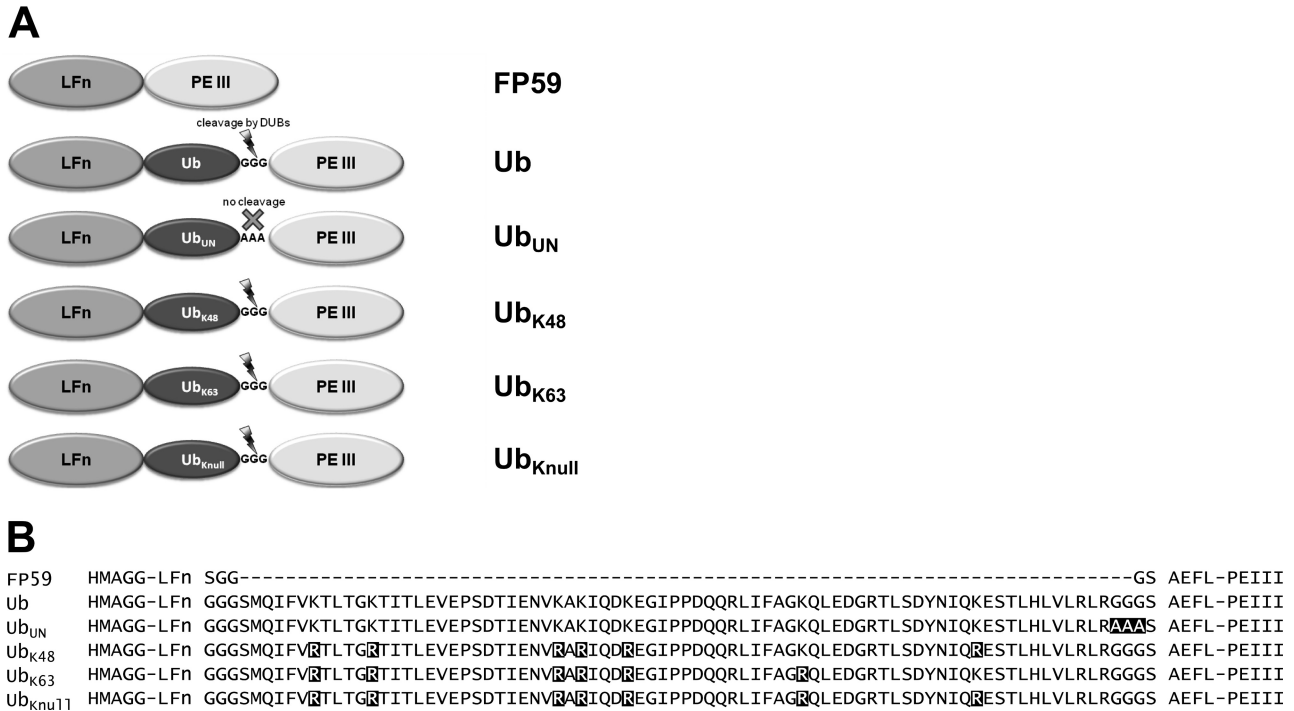 A
LFn PE III FP59
cleavage by DUBs
LFn Ub GGG PE III Ub
no cleavage
LFn UbUN AAA PE III UbUN
LFn UbK48 GGG PE III UbK48
LFn UbK63 GGG PE III UbK63
LFn UbKnull GGG PE III UbKnull
B
FP59 HMAGG-LFn SGG-----------------------------------------------------------------------------GS AEFL-PEIII
Ub HMAGG-LFn GGGSMQIFVKTLTGKTITLEVEPSDTIENVKAKIQDKEGIPPDQQRLIFAGKQLEDGRTLSDYNIQKESTLHLVLRLRGGGS AEFL-PEIII
UbUN HMAGG-LFn GGGSMQIFVKTLTGKTITLEVEPSDTIENVKAKIQDKEGIPPDQQRLIFAGKQLEDGRTLSDYNIQKESTLHLVLRLRAAAS AEFL-PEIII
UbK48 HMAGG-LFn GGGSMQIFVRTLTGRTITLEVEPSDTIENVRARIQDREGIPPDQQRLIFAGKQLEDGRTLSDYNIQRESTLHLVLRLRGGGS AEFL-PEIII
UbK63 HMAGG-LFn GGGSMQIFVRTLTGRTITLEVEPSDTIENVRARIQDREGIPPDQQRLIFAGRQLEDGRTLSDYNIQKESTLHLVLRLRGGGS AEFL-PEIII
UbKnull HMAGG-LFn GGGSMQIFVRTLTGRTITLEVEPSDTIENVRARIQDREGIPPDQQRLIFAGRQLEDGRTLSDYNIQRESTLHLVLRLRGGGS AEFL-PEIII